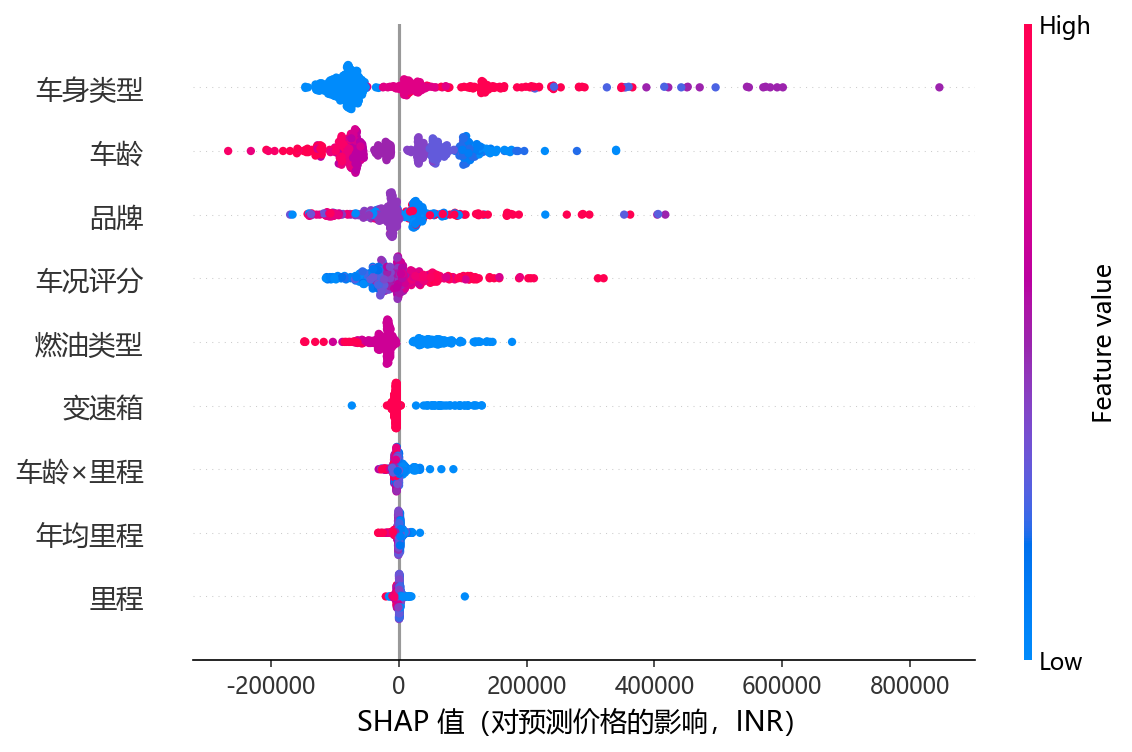 High
车身类型
车龄
品牌
车况评分
燃油类型
变速箱
车龄×里程
年均里程
里程
Feature value
Low
-200000 0 200000 400000 600000 800000
SHAP 值（对预测价格的影响，INR）